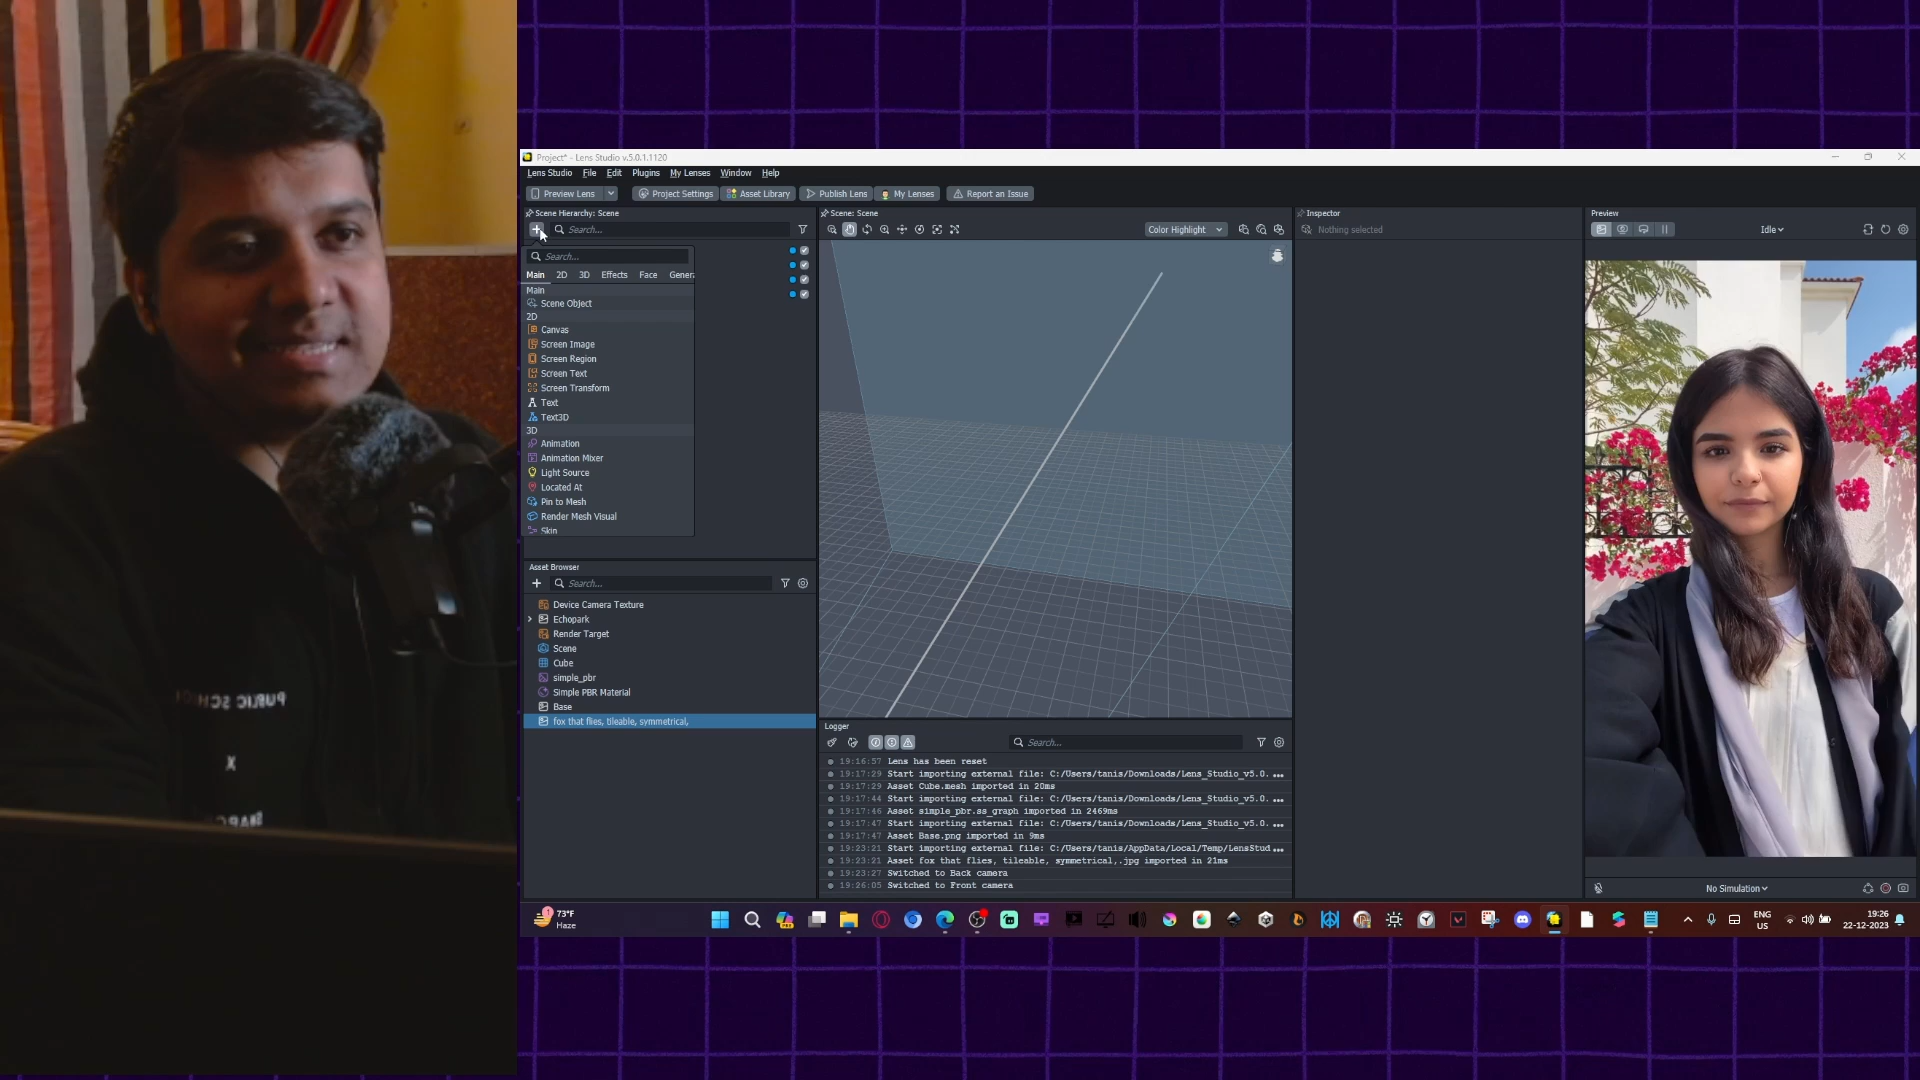 Project* - Lens Studio v.5.0.1.1120
Lens Studio File Edit Plugins My Lenses Window Help
Preview Lens Project Settings Asset Library Publish Lens My Lenses Report an Issue
Scene Hierarchy: Scene
Search...
Search...
Main 2D 3D Effects Face Genera
Main
Scene Object
2D
Canvas
Screen Image
Screen Region
Screen Text
Screen Transform
Text
Text3D
3D
Animation
Animation Mixer
Light Source
Located At
Pin to Mesh
Render Mesh Visual
Skin
Asset Browser
Search...
Device Camera Texture
Echopark
Render Target
Scene
Cube
simple_pbr
Simple PBR Material
Base
fox that flies, tileable, symmetrical,
Scene: Scene
Color Highlight
Logger
Search...
19:16:57 Lens has been reset
19:17:29 Start importing external file: C:/Users/tanis/Downloads/Lens_Studio_v5.0. ...
19:17:29 Asset Cube.mesh imported in 20ms
19:17:44 Start importing external file: C:/Users/tanis/Downloads/Lens_Studio_v5.0. ...
19:17:46 Asset simple_pbr.ss_graph imported in 2469ms
19:17:47 Start importing external file: C:/Users/tanis/Downloads/Lens_Studio_v5.0. ...
19:17:47 Asset Base.png imported in 9ms
19:23:21 Start importing external file: C:/Users/tanis/AppData/Local/Temp/LensStud ...
19:23:21 Asset fox that flies, tileable, symmetrical,.jpg imported in 21ms
19:23:27 Switched to Back camera
19:26:05 Switched to Front camera
Inspector
Nothing selected
Preview
Idle
No Simulation
73°F
Haze
ENG
US
19:26
22-12-2023
PUBLIC SCHO
X